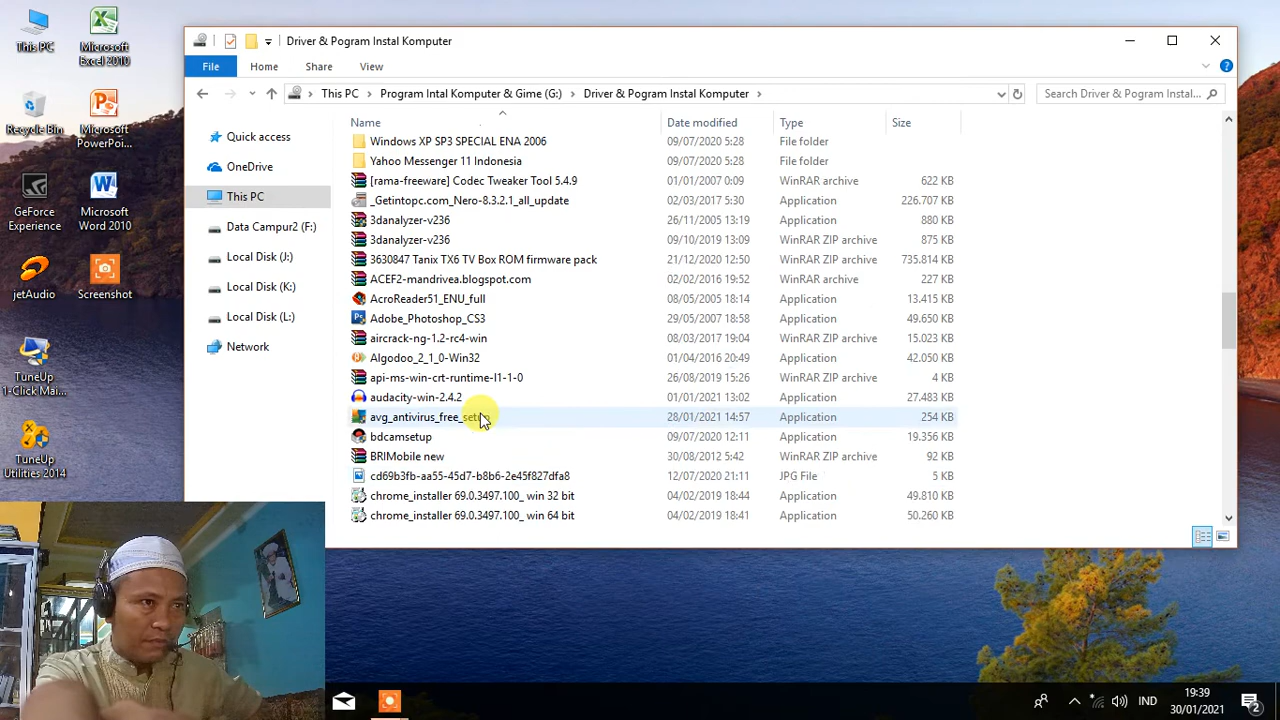 This PC
Microsoft
Excel 2010
Recycle Bin
Microsoft
PowerPoi...
GeForce
Experience
Microsoft
Word 2010
jetAudio
Screenshot
TuneUp
1-Click Mai...
TuneUp
Utilities 2014
Driver & Pogram Instal Komputer
File
Home
Share
View
This PC
Program Intal Komputer & Gime (G:)
Driver & Pogram Instal Komputer
Search Driver & Pogram Instal...
Quick access
OneDrive
This PC
Data Campur2 (F:)
Local Disk (J:)
Local Disk (K:)
Local Disk (L:)
Network
Name Date modified Type Size
Windows XP SP3 SPECIAL ENA 2006 09/07/2020 5:28 File folder
Yahoo Messenger 11 Indonesia 09/07/2020 5:28 File folder
[rama-freeware] Codec Tweaker Tool 5.4.9 01/01/2007 0:09 WinRAR archive 622 KB
_Getintopc.com_Nero-8.3.2.1_all_update 02/03/2017 5:30 Application 226.707 KB
3danalyzer-v236 26/11/2005 13:19 Application 880 KB
3danalyzer-v236 09/10/2019 13:09 WinRAR ZIP archive 875 KB
3630847 Tanix TX6 TV Box ROM firmware pack 21/12/2020 12:50 WinRAR ZIP archive 735.814 KB
ACEF2-mandrivea.blogspot.com 02/02/2016 19:52 WinRAR archive 227 KB
AcroReader51_ENU_full 08/05/2005 18:14 Application 13.415 KB
Adobe_Photoshop_CS3 29/05/2007 18:58 Application 49.650 KB
aircrack-ng-1.2-rc4-win 08/03/2017 19:04 WinRAR ZIP archive 15.023 KB
Algodoo_2_1_0-Win32 01/04/2016 20:49 Application 42.050 KB
api-ms-win-crt-runtime-l1-1-0 26/08/2019 15:26 WinRAR ZIP archive 4 KB
audacity-win-2.4.2 01/01/2021 13:02 Application 27.483 KB
avg_antivirus_free_setup 28/01/2021 14:57 Application 254 KB
bdcamsetup 09/07/2020 12:11 Application 19.356 KB
BRIMobile new 30/08/2012 5:42 WinRAR ZIP archive 92 KB
cd69b3fb-aa55-45d7-b8b6-2e45f827dfa8 12/07/2020 21:11 JPG File 5 KB
chrome_installer 69.0.3497.100_ win 32 bit 04/02/2019 18:44 Application 49.810 KB
chrome_installer 69.0.3497.100_ win 64 bit 04/02/2019 18:41 Application 50.260 KB
IND
19:39
30/01/2021
2